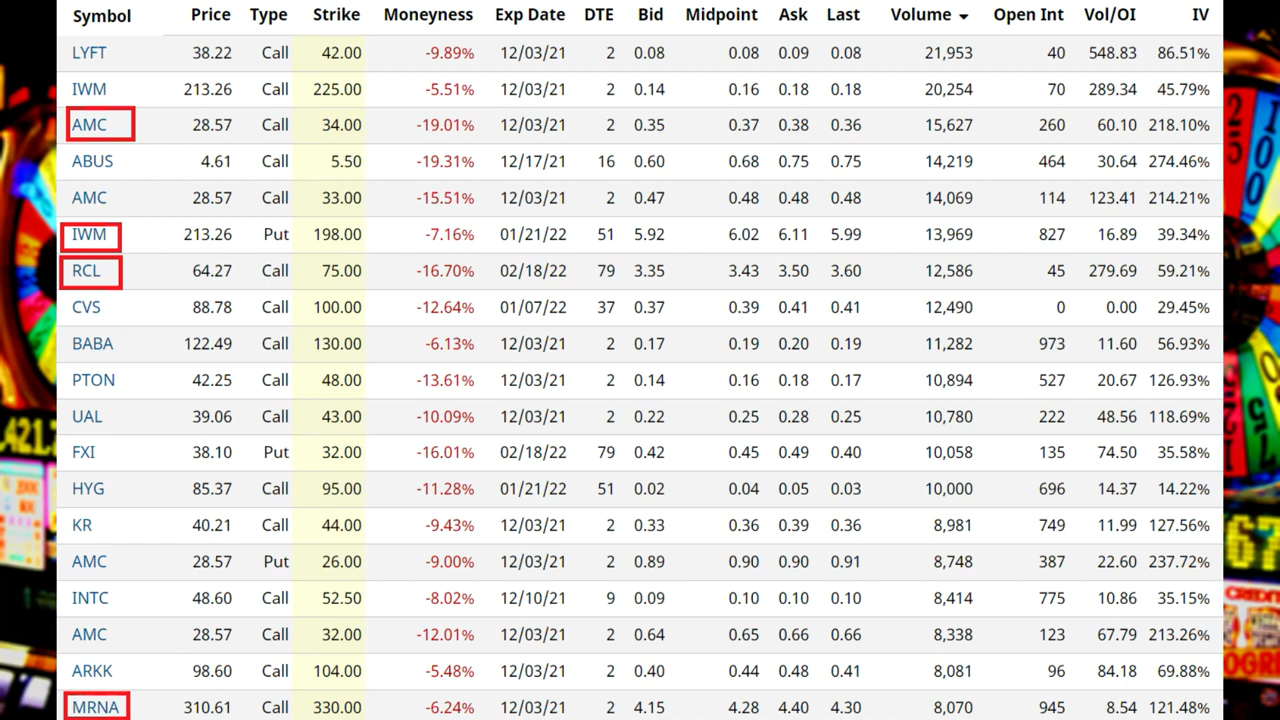 Symbol Price Type Strike Moneyness Exp Date DTE Bid Midpoint Ask Last Volume Open Int Vol/OI IV
LYFT 38.22 Call 42.00 -9.89% 12/03/21 2 0.08 0.08 0.08 0.08 21,953 40 548.83 86.51%
IWM 213.26 Call 225.00 -5.51% 12/03/21 2 0.14 0.16 0.18 0.18 20,254 70 289.34 45.79%
AMC 28.57 Call 34.00 -19.01% 12/03/21 2 0.35 0.37 0.38 0.36 15,627 260 60.10 218.10%
ABUS 4.61 Call 5.50 -19.31% 12/17/21 16 0.60 0.68 0.75 0.75 14,219 464 30.64 274.46%
AMC 28.57 Call 33.00 -15.51% 12/03/21 2 0.47 0.48 0.48 0.48 14,069 114 123.41 214.21%
IWM 213.26 Put 198.00 -7.16% 01/21/22 51 5.92 6.02 6.11 5.99 13,969 827 16.89 39.34%
RCL 64.27 Call 75.00 -16.70% 02/18/22 79 3.35 3.43 3.50 3.60 12,586 45 279.69 59.21%
CVS 88.78 Call 100.00 -12.64% 01/07/22 37 0.37 0.39 0.41 0.41 12,490 0 0.00 29.45%
BABA 122.49 Call 130.00 -6.13% 12/03/21 2 0.17 0.19 0.20 0.19 11,282 973 11.60 56.93%
PTON 42.25 Call 48.00 -13.61% 12/03/21 2 0.14 0.16 0.18 0.17 10,894 527 20.67 126.93%
UAL 39.06 Call 43.00 -10.09% 12/03/21 2 0.22 0.25 0.28 0.25 10,780 222 48.56 118.69%
FXI 38.10 Put 32.00 -16.01% 02/18/22 79 0.42 0.45 0.49 0.40 10,058 135 74.50 35.58%
HYG 85.37 Call 95.00 -11.28% 01/21/22 51 0.02 0.04 0.05 0.03 10,000 696 14.37 14.22%
KR 40.21 Call 44.00 -9.43% 12/03/21 2 0.33 0.36 0.39 0.36 8,981 749 11.99 127.56%
AMC 28.57 Put 26.00 -9.00% 12/03/21 2 0.89 0.90 0.90 0.91 8,748 387 22.60 237.72%
INTC 48.60 Call 52.50 -8.02% 12/10/21 9 0.09 0.10 0.10 0.10 8,414 775 10.86 35.15%
AMC 28.57 Call 32.00 -12.01% 12/03/21 2 0.64 0.65 0.66 0.66 8,338 123 67.79 213.26%
ARKK 98.60 Call 104.00 -5.48% 12/03/21 2 0.40 0.44 0.48 0.41 8,081 96 84.18 69.88%
MRNA 310.61 Call 330.00 -6.24% 12/03/21 2 4.15 4.28 4.40 4.30 8,070 945 8.54 121.48%